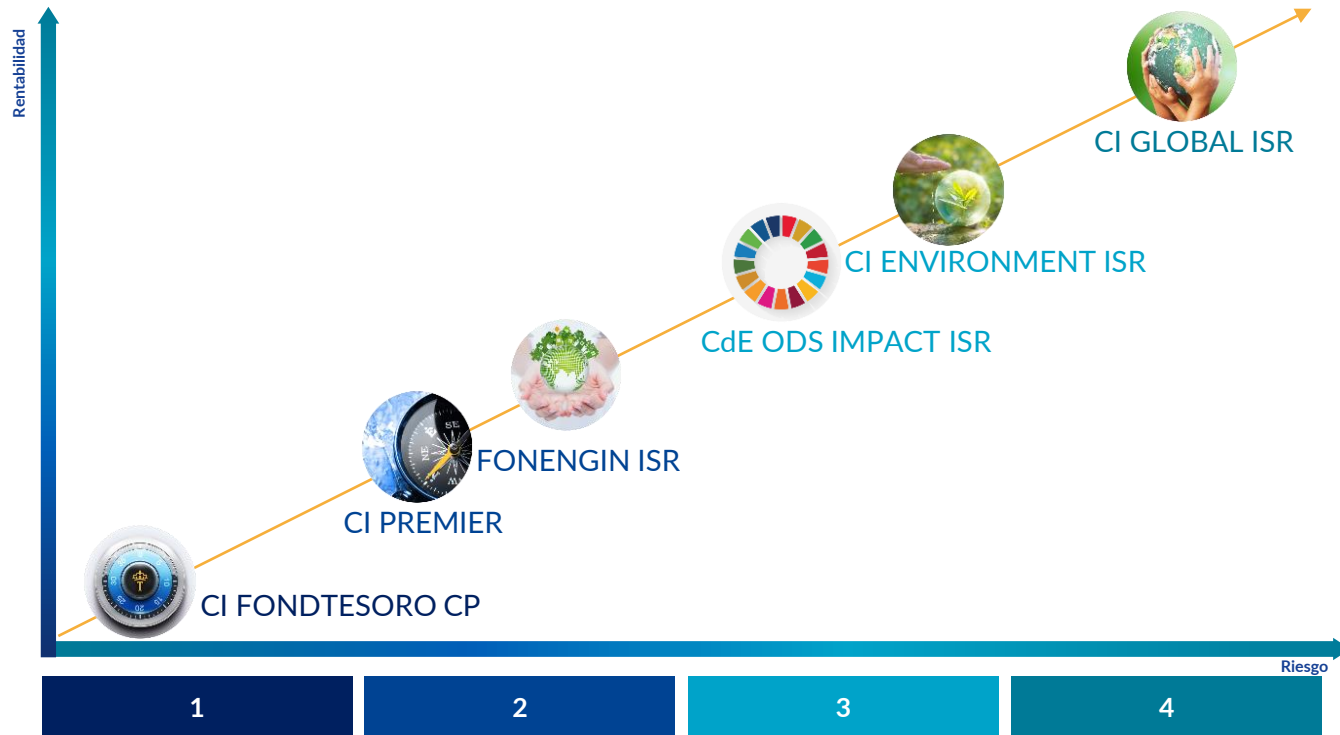 Rentabilidad
CI GLOBAL ISR
CI ENVIRONMENT ISR
CdE ODS IMPACT ISR
FONENGIN ISR
CI PREMIER
CI FONDTESORO CP
Riesgo
1
2
3
4